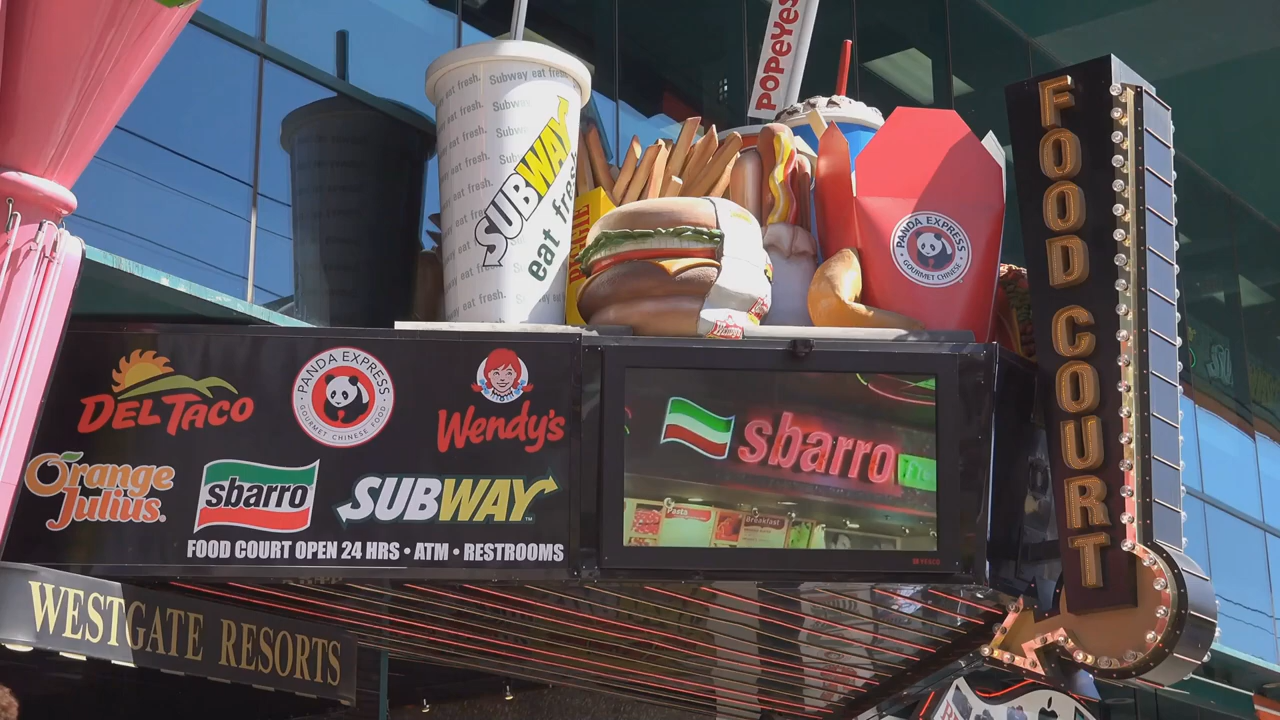 POPEYES
Subway eat fresh.
SUBWAY
eat fresh.
PANDA EXPRESS
GOURMET CHINESE
FOOD COURT
DEL TACO
PANDA EXPRESS
GOURMET CHINESE FOOD
Wendy's
Orange
Julius.
sbarro
SUBWAY
FOOD COURT OPEN 24 HRS • ATM • RESTROOMS
sbarro
Pasta
Breakfast
WESTGATE RESORTS